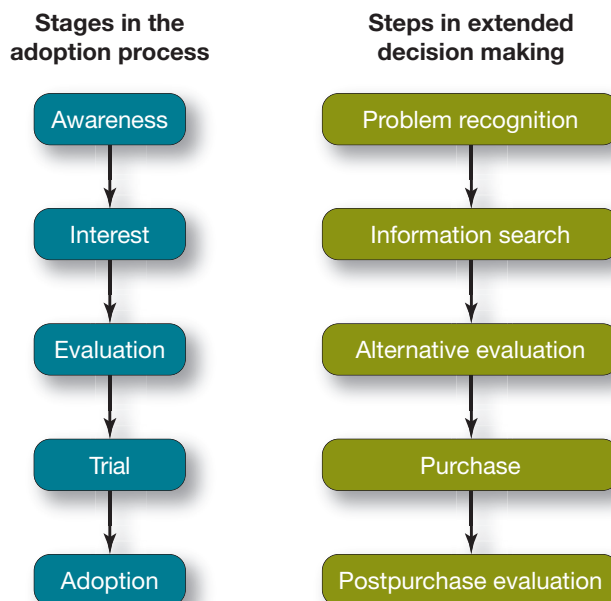 Stages in the
adoption process
Awareness
Interest
Evaluation
Trial
Adoption
Steps in extended
decision making
Problem recognition
Information search
Alternative evaluation
Purchase
Postpurchase evaluation